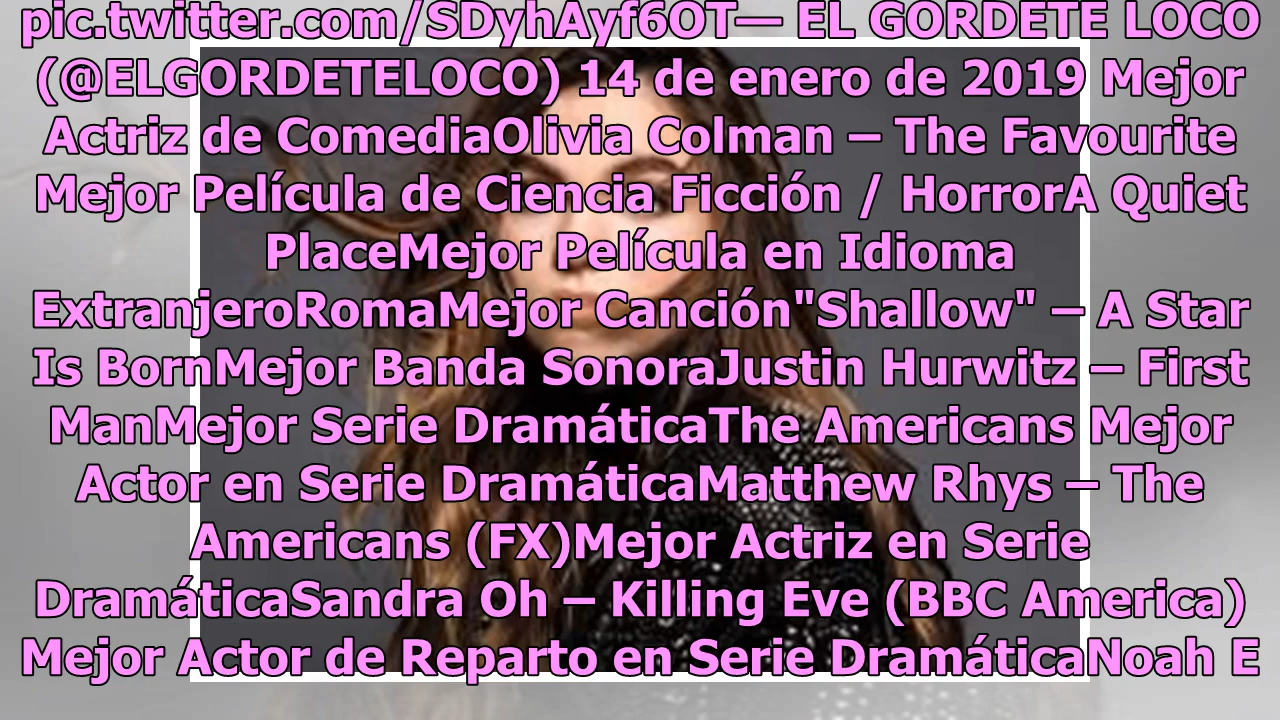 pic.twitter.com/SDyhAyf6OT— EL GORDETE LOCO
(@ELGORDETELOCO) 14 de enero de 2019 Mejor
Actriz de ComediaOlivia Colman – The Favourite
Mejor Película de Ciencia Ficción / HorrorA Quiet
PlaceMejor Película en Idioma
ExtranjeroRomaMejor Canción"Shallow" – A Star
Is BornMejor Banda SonoraJustin Hurwitz – First
ManMejor Serie DramáticaThe Americans Mejor
Actor en Serie DramáticaMatthew Rhys – The
Americans (FX)Mejor Actriz en Serie
DramáticaSandra Oh – Killing Eve (BBC America)
Mejor Actor de Reparto en Serie DramáticaNoah E